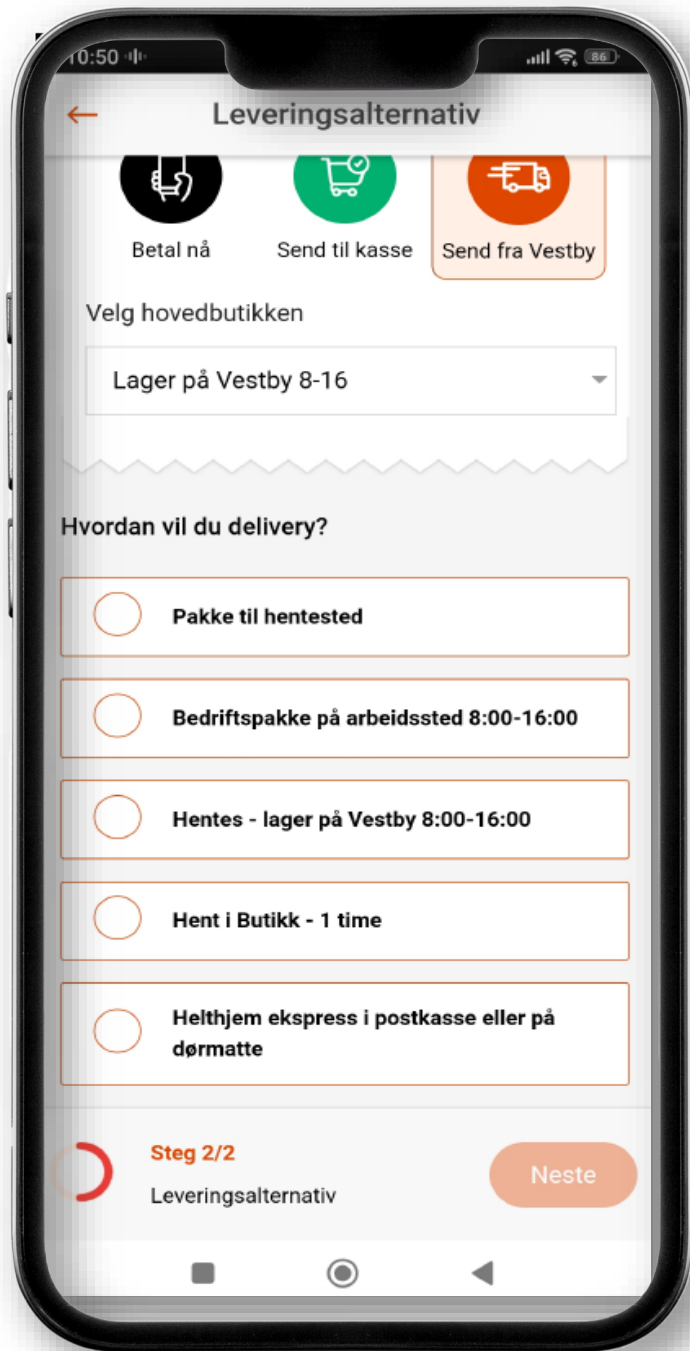 10:50
86
Leveringsalternativ
Betal nå
Send til kasse
Send fra Vestby
Velg hovedbutikken
Lager på Vestby 8-16
Hvordan vil du delivery?
Pakke til hentested
Bedriftspakke på arbeidssted 8:00-16:00
Hentes - lager på Vestby 8:00-16:00
Hent i Butikk - 1 time
Helthjem ekspress i postkasse eller på
dørmatte
Steg 2/2
Leveringsalternativ
Neste